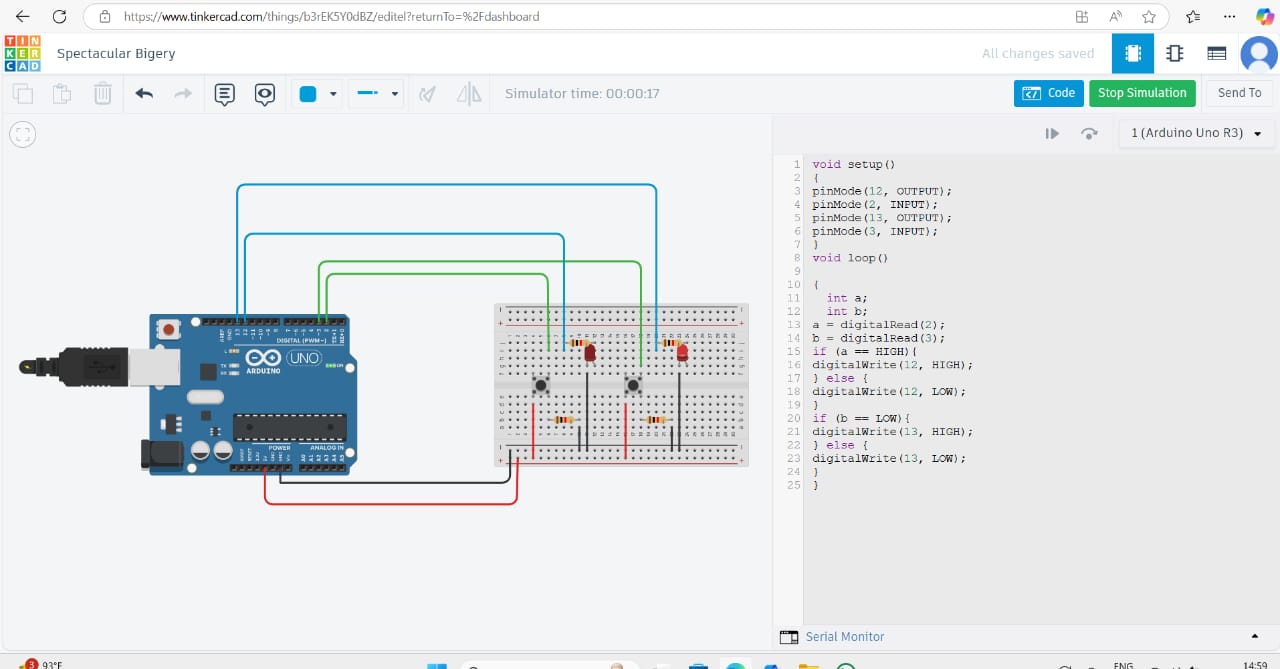 https://www.tinkercad.com/things/b3rEK5Y0dBZ/editel?returnTo=%2Fdashboard
TIN
KER
CAD
Spectacular Bigery
All changes saved
Simulator time: 00:00:17
Code
Stop Simulation
Send To
1 (Arduino Uno R3)
1 void setup()
2 {
3 pinMode(12, OUTPUT);
4 pinMode(2, INPUT);
5 pinMode(13, OUTPUT);
6 pinMode(3, INPUT);
7 }
8 void loop()
9
10 {
11 int a;
12 int b;
13 a = digitalRead(2);
14 b = digitalRead(3);
15 if (a == HIGH){
16 digitalWrite(12, HIGH);
17 } else {
18 digitalWrite(12, LOW);
19 }
20 if (b == LOW){
21 digitalWrite(13, HIGH);
22 } else {
23 digitalWrite(13, LOW);
24 }
25 }
DIGITAL (PWM~)
UNO
ARDUINO
POWER
ANALOG IN
Serial Monitor
3
93°F
ENG
14:59